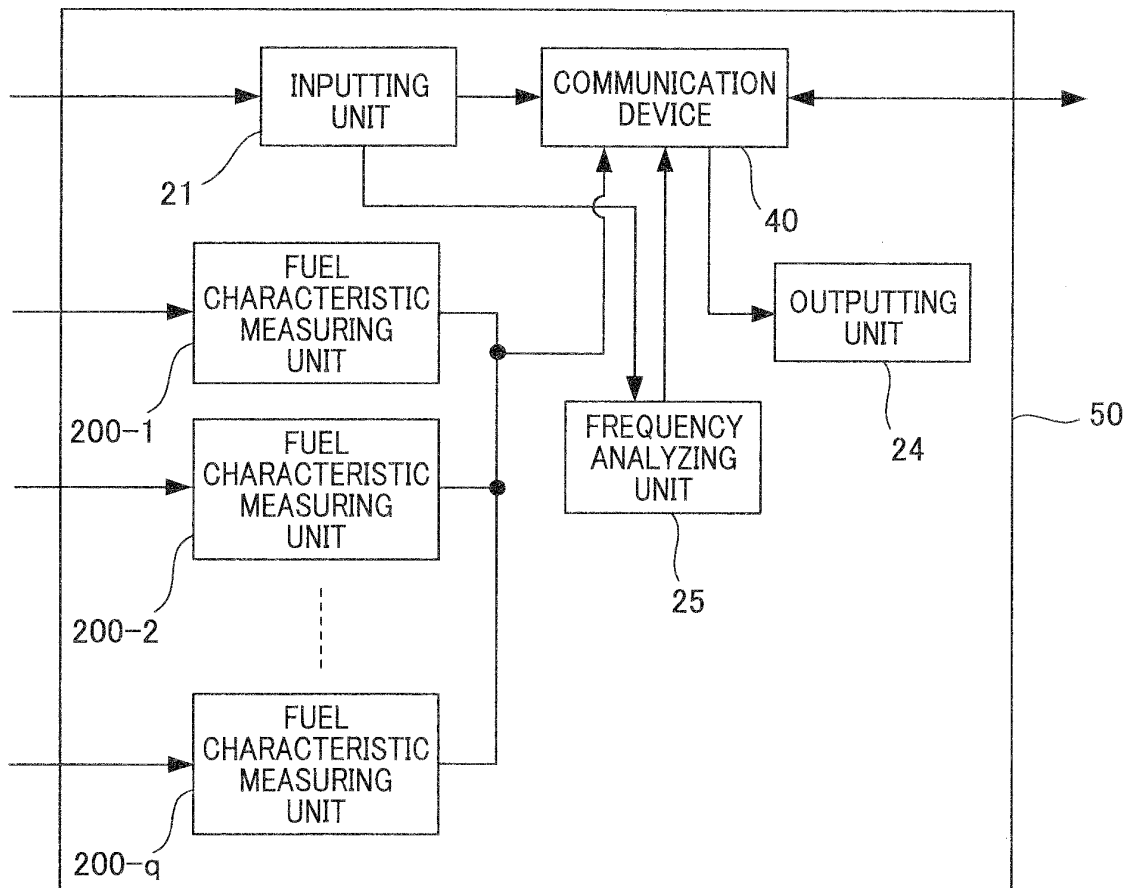 INPUTTING
UNIT
COMMUNICATION
DEVICE
21
40
FUEL
CHARACTERISTIC
MEASURING
UNIT
OUTPUTTING
UNIT
200-1
24
50
FUEL
CHARACTERISTIC
MEASURING
UNIT
FREQUENCY
ANALYZING
UNIT
200-2
25
FUEL
CHARACTERISTIC
MEASURING
UNIT
200-q